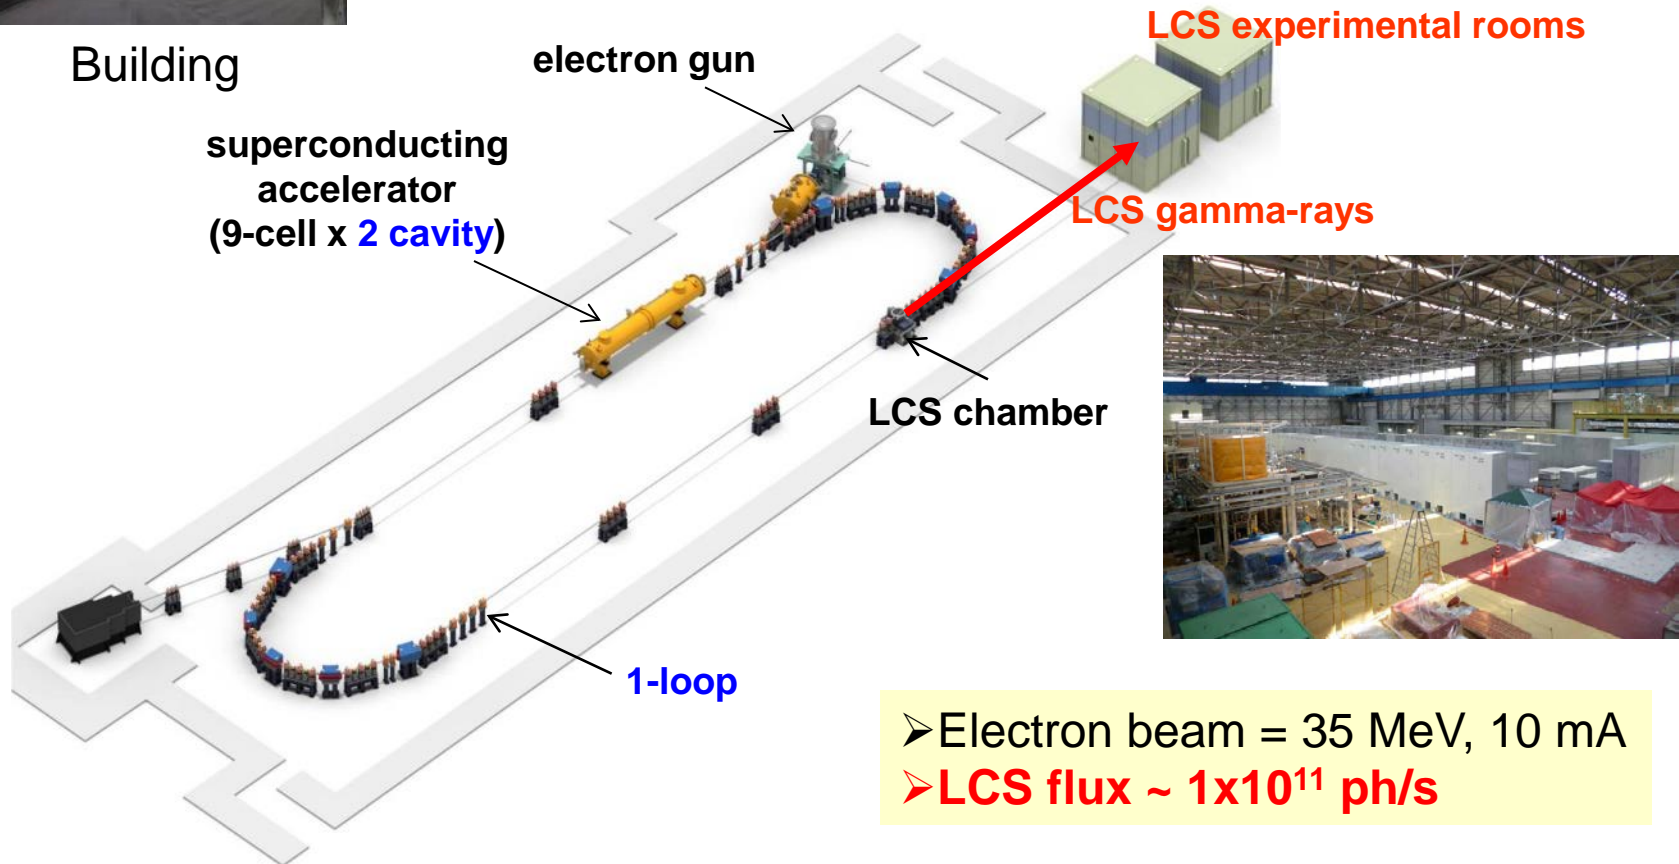 LCS experimental rooms
Building
electron gun
superconducting
accelerator
(9-cell x 2 cavity)
LCS gamma-rays
LCS chamber
1-loop
➢Electron beam = 35 MeV, 10 mA
➢LCS flux ~ 1x10¹¹ ph/s